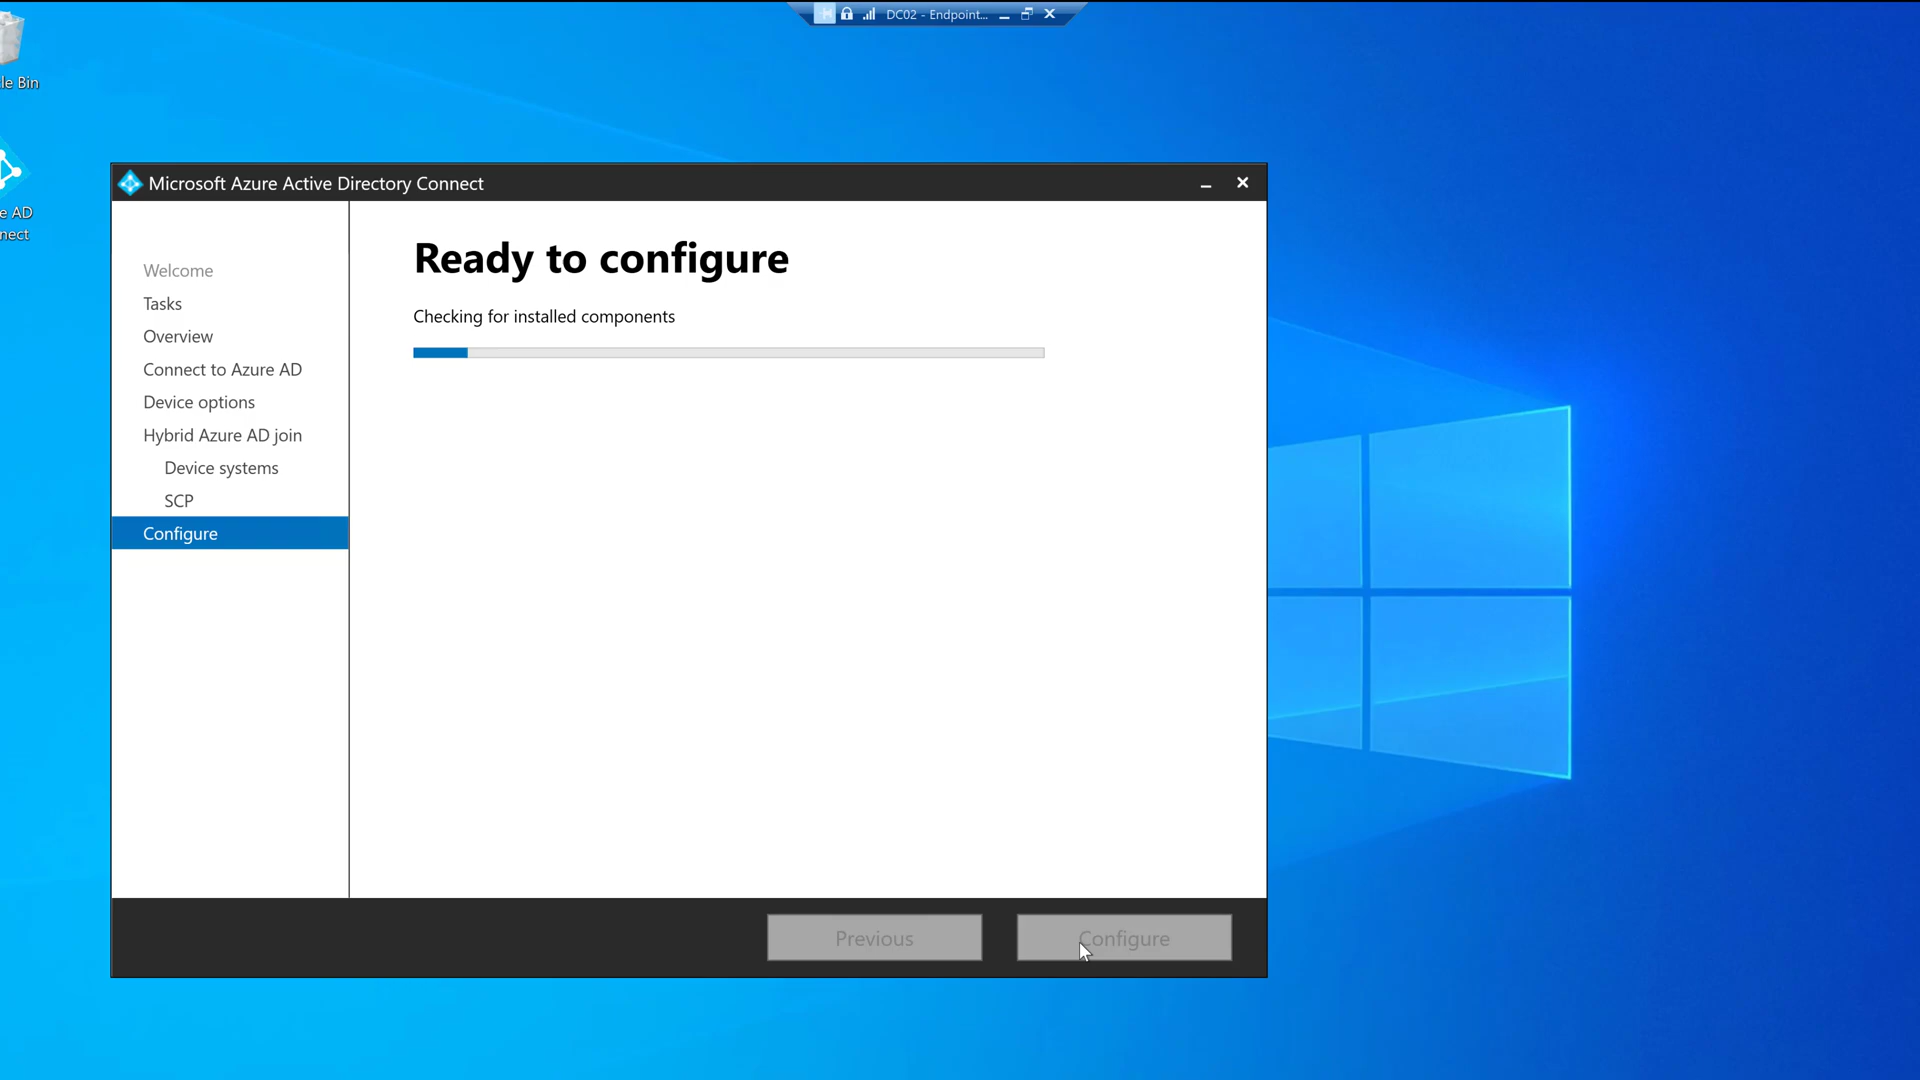 DC02 - Endpoint...
le Bin
e AD
nect
Microsoft Azure Active Directory Connect
Welcome
Tasks
Overview
Connect to Azure AD
Device options
Hybrid Azure AD join
Device systems
SCP
Configure
Ready to configure
Checking for installed components
Previous
Configure